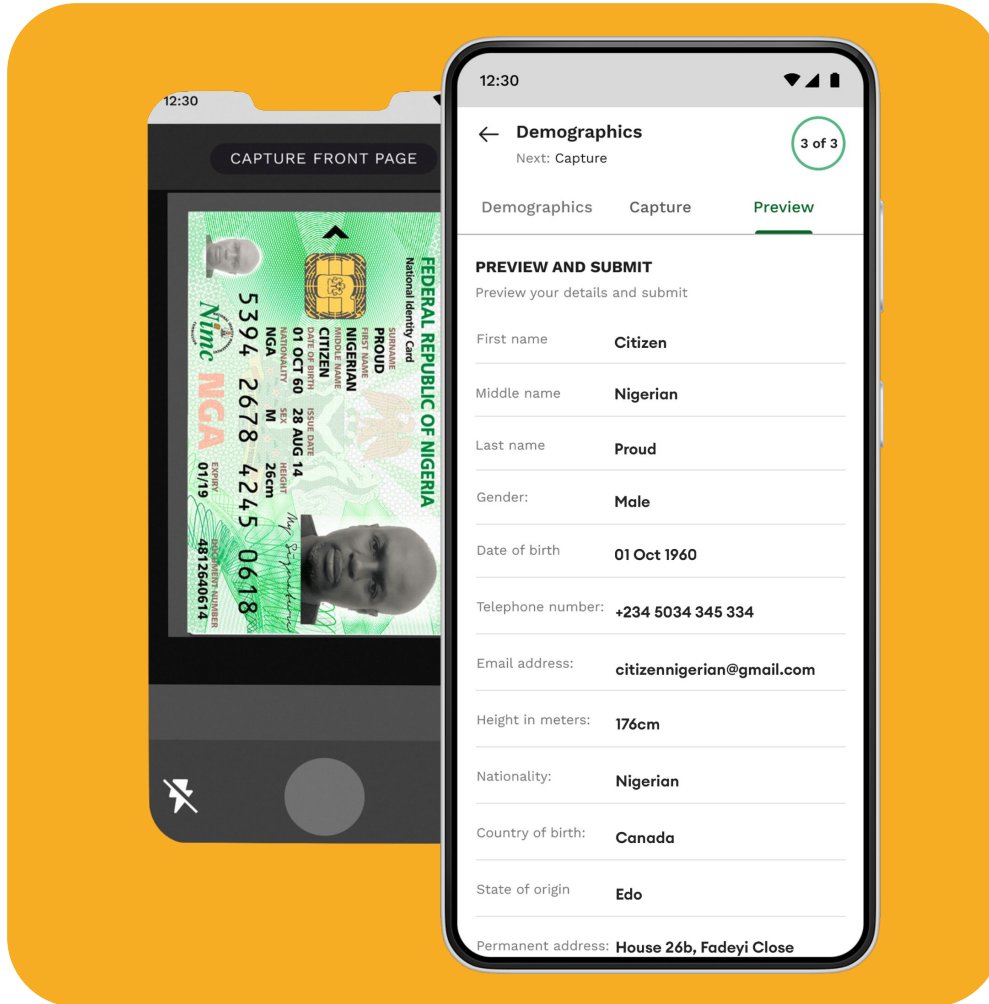 12:30
CAPTURE FRONT PAGE
FEDERAL REPUBLIC OF NIGERIA
National Identity Card
SURNAME
PROUD
FIRST NAME
NIGERIAN
MIDDLE NAME
CITIZEN
DATE OF BIRTH ISSUE DATE
01 OCT 60 28 AUG 14
NATIONALITY SEX HEIGHT
NGA M 26cm
My Signature
5394 2678 4245 0618
Nimc NGA
EXPIRY DOCUMENT NUMBER
01/19 4812640614
12:30
Demographics
Next: Capture
3 of 3
Demographics Capture Preview
PREVIEW AND SUBMIT
Preview your details and submit
First name Citizen
Middle name Nigerian
Last name Proud
Gender: Male
Date of birth 01 Oct 1960
Telephone number: +234 5034 345 334
Email address: citizennigerian@gmail.com
Height in meters: 176cm
Nationality: Nigerian
Country of birth: Canada
State of origin Edo
Permanent address: House 26b, Fadeyi Close